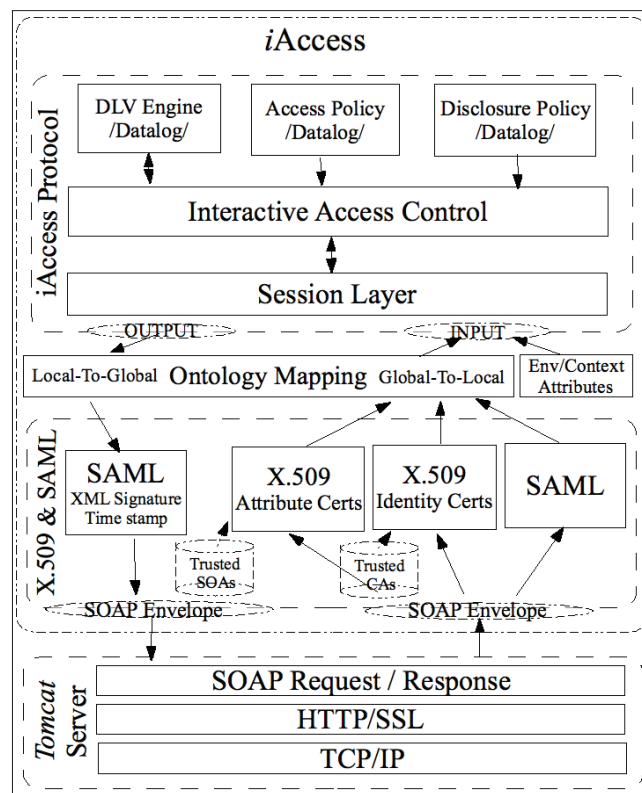 iAccess
iAccess Protocol
DLV Engine
/Datalog/
Access Policy
/Datalog/
Disclosure Policy
/Datalog/
Interactive Access Control
Session Layer
OUTPUT
INPUT
Local-To-Global
Ontology Mapping
Global-To-Local
Env/Context
Attributes
X.509 & SAML
SAML
XML Signature
Time stamp
X.509
Attribute Certs
X.509
Identity Certs
SAML
Trusted
SOAs
Trusted
CAs
SOAP Envelope
SOAP Envelope
Tomcat
Server
SOAP Request / Response
HTTP/SSL
TCP/IP